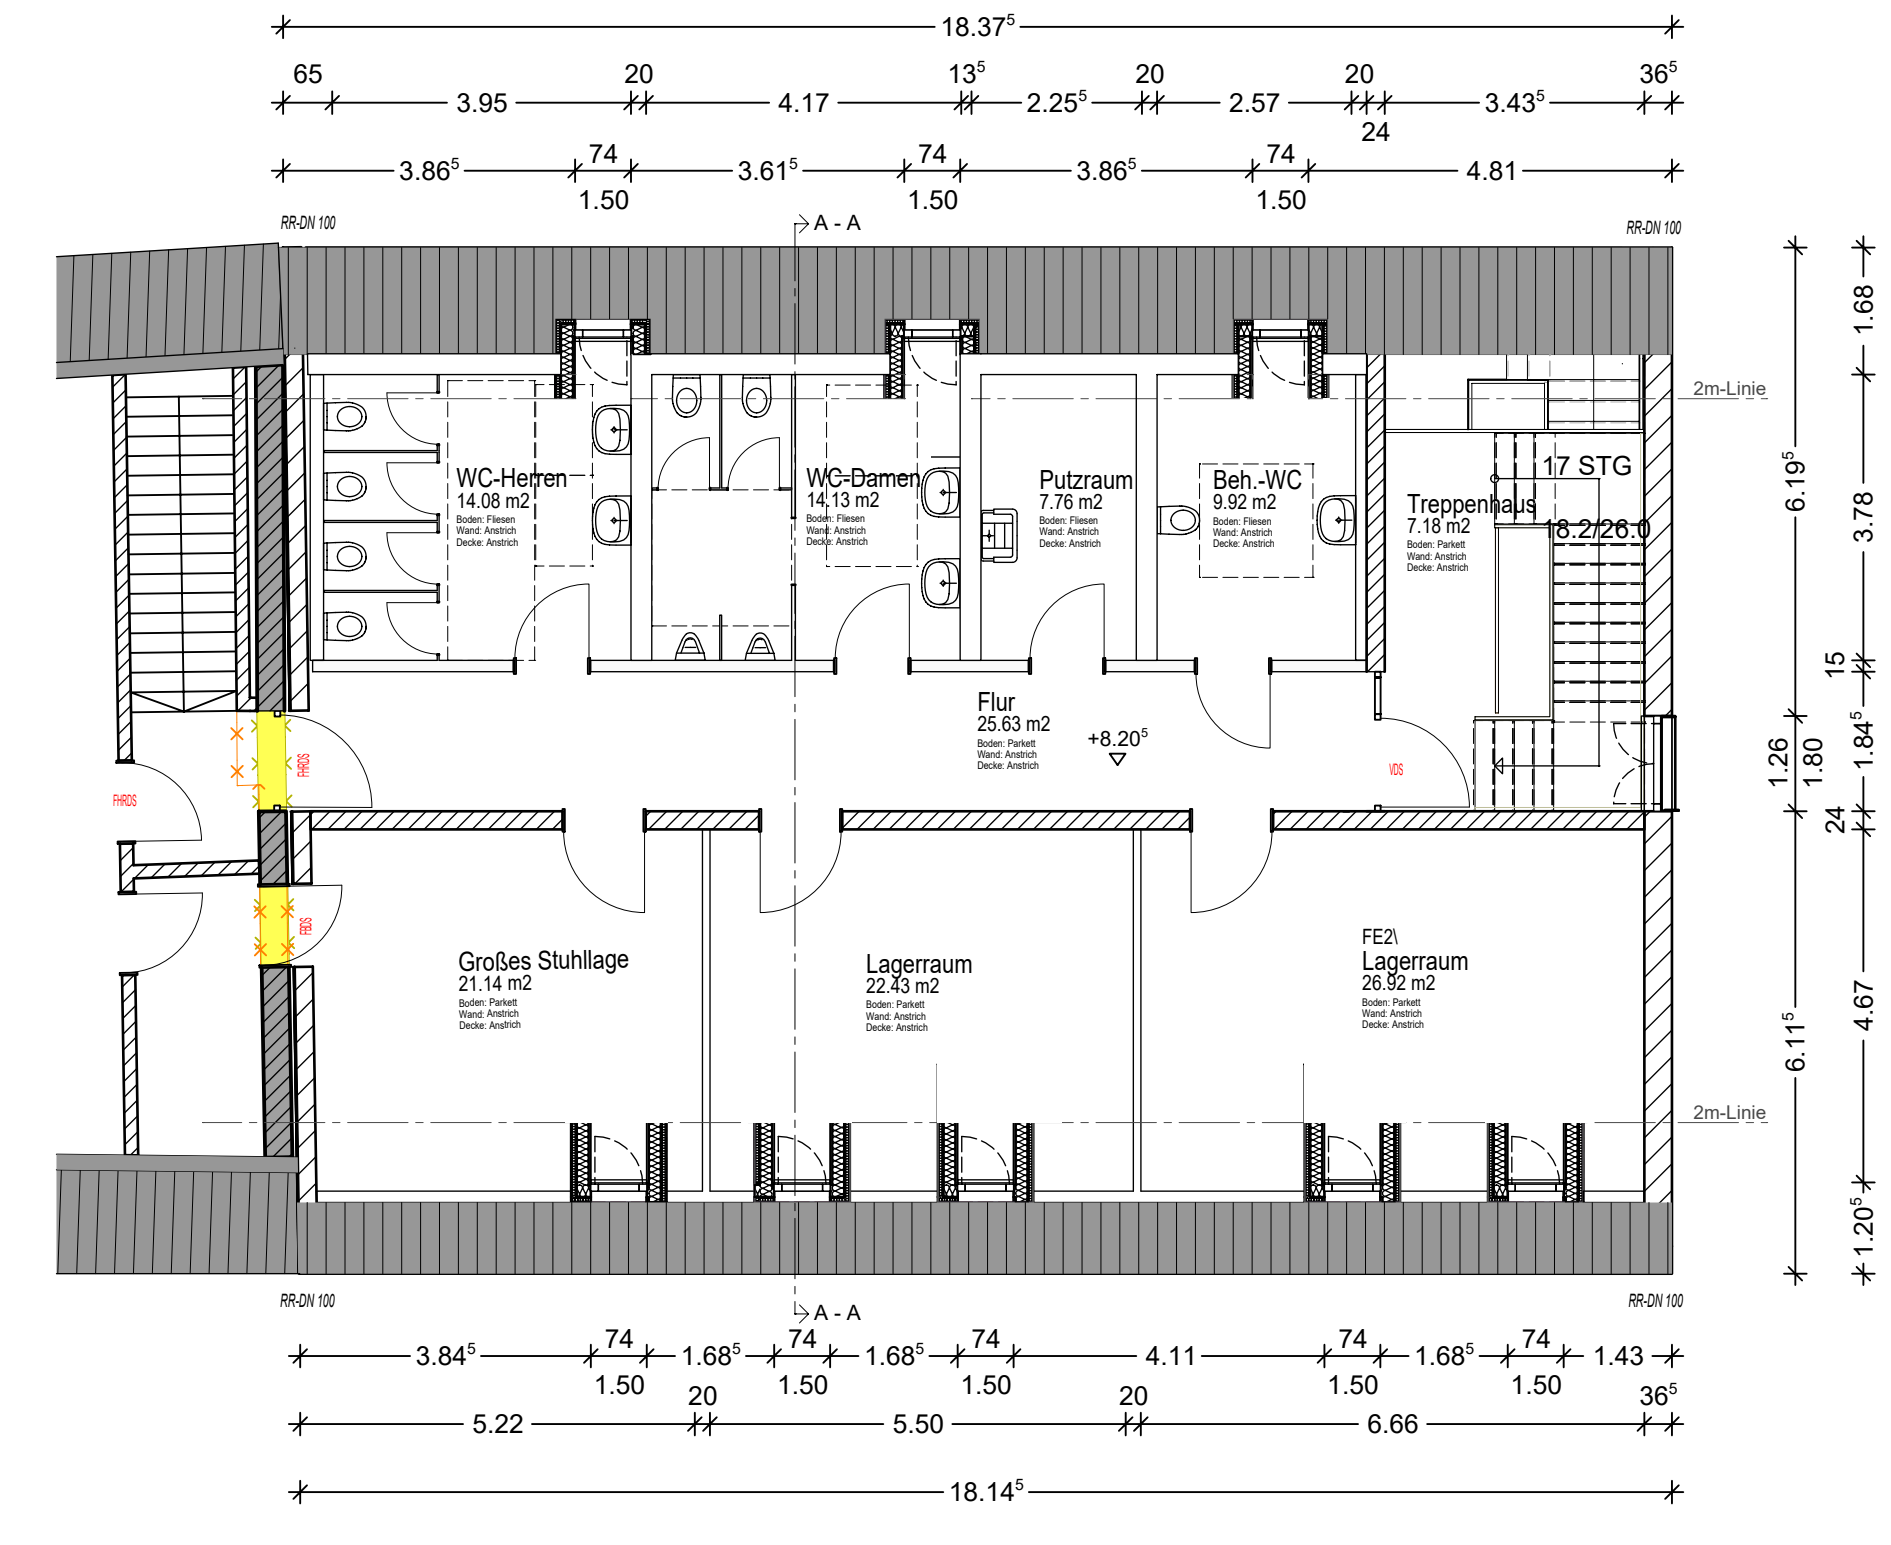 18.37⁵
65 20 13⁵ 20 20 36⁵
3.95 4.17 2.25⁵ 2.57 3.43⁵
24
74 74 74
3.86⁵ 3.61⁵ 3.86⁵ 4.81
1.50 1.50 1.50
RR-DN 100
A - A
RR-DN 100
2m-Linie
WC-Herren
14.08 m2
Boden: Fliesen
Wand: Anstrich
Decke: Anstrich
WC-Damen
14.13 m2
Boden: Fliesen
Wand: Anstrich
Decke: Anstrich
Putzraum
7.76 m2
Boden: Fliesen
Wand: Anstrich
Decke: Anstrich
Beh.-WC
9.92 m2
Boden: Fliesen
Wand: Anstrich
Decke: Anstrich
Treppenhaus
7.18 m2
Boden: Parkett
Wand: Anstrich
Decke: Anstrich
17 STG
18.2/26.0
Flur
25.63 m2
Boden: Parkett
Wand: Anstrich
Decke: Anstrich
+8.20⁵
FHRDS
FHRDS
VDS
FBDS
Großes Stuhllage
21.14 m2
Boden: Parkett
Wand: Anstrich
Decke: Anstrich
Lagerraum
22.43 m2
Boden: Parkett
Wand: Anstrich
Decke: Anstrich
FE2\
Lagerraum
26.92 m2
Boden: Parkett
Wand: Anstrich
Decke: Anstrich
2m-Linie
6.19⁵
1.26
1.80
6.11⁵
1.68
3.78
15
1.84⁵
24
4.67
1.20⁵
RR-DN 100
A - A
RR-DN 100
74 74 74 74 74
3.84⁵ 1.68⁵ 1.68⁵ 4.11 1.68⁵ 1.43
1.50 1.50 1.50 1.50 1.50
20 20 36⁵
5.22 5.50 6.66
18.14⁵